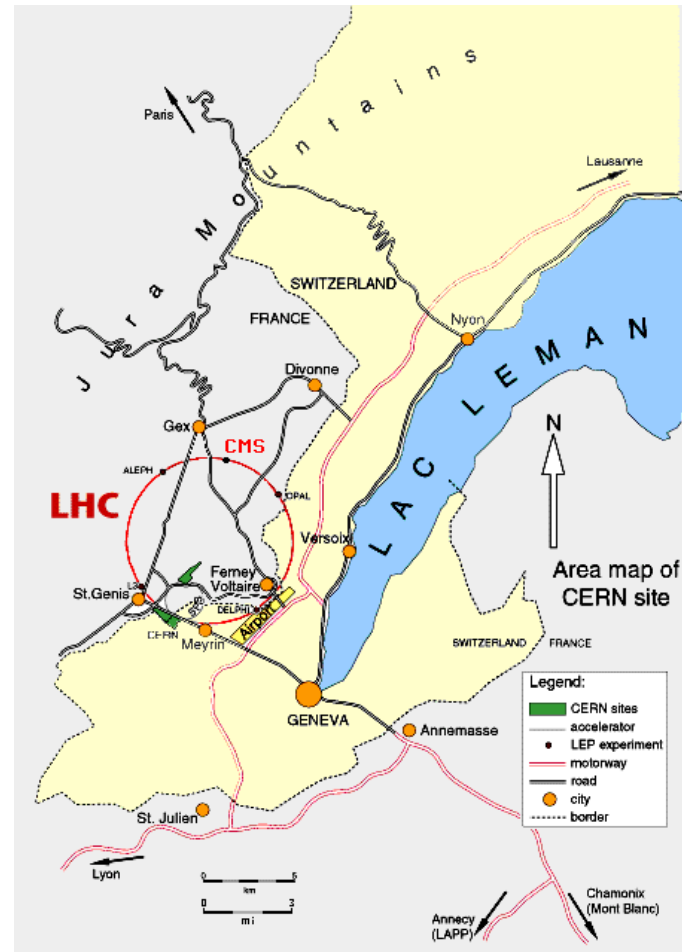 Jura Mountains
Paris
Lausanne
SWITZERLAND
FRANCE
Nyon
Divonne
LAC LEMAN
Gex
CMS
N
ALEPH
OPAL
LHC
Versoix
Area map of
CERN site
L3
Ferney
Voltaire
St.Genis
SPS
DELPHI
Airport
CERN
Meyrin
SWITZERLAND
FRANCE
GENEVA
Legend:
CERN sites
accelerator
LEP experiment
motorway
road
city
border
Annemasse
St. Julien
Lyon
0 5
km
0 3
mi
Chamonix
(Mont Blanc)
Annecy
(LAPP)